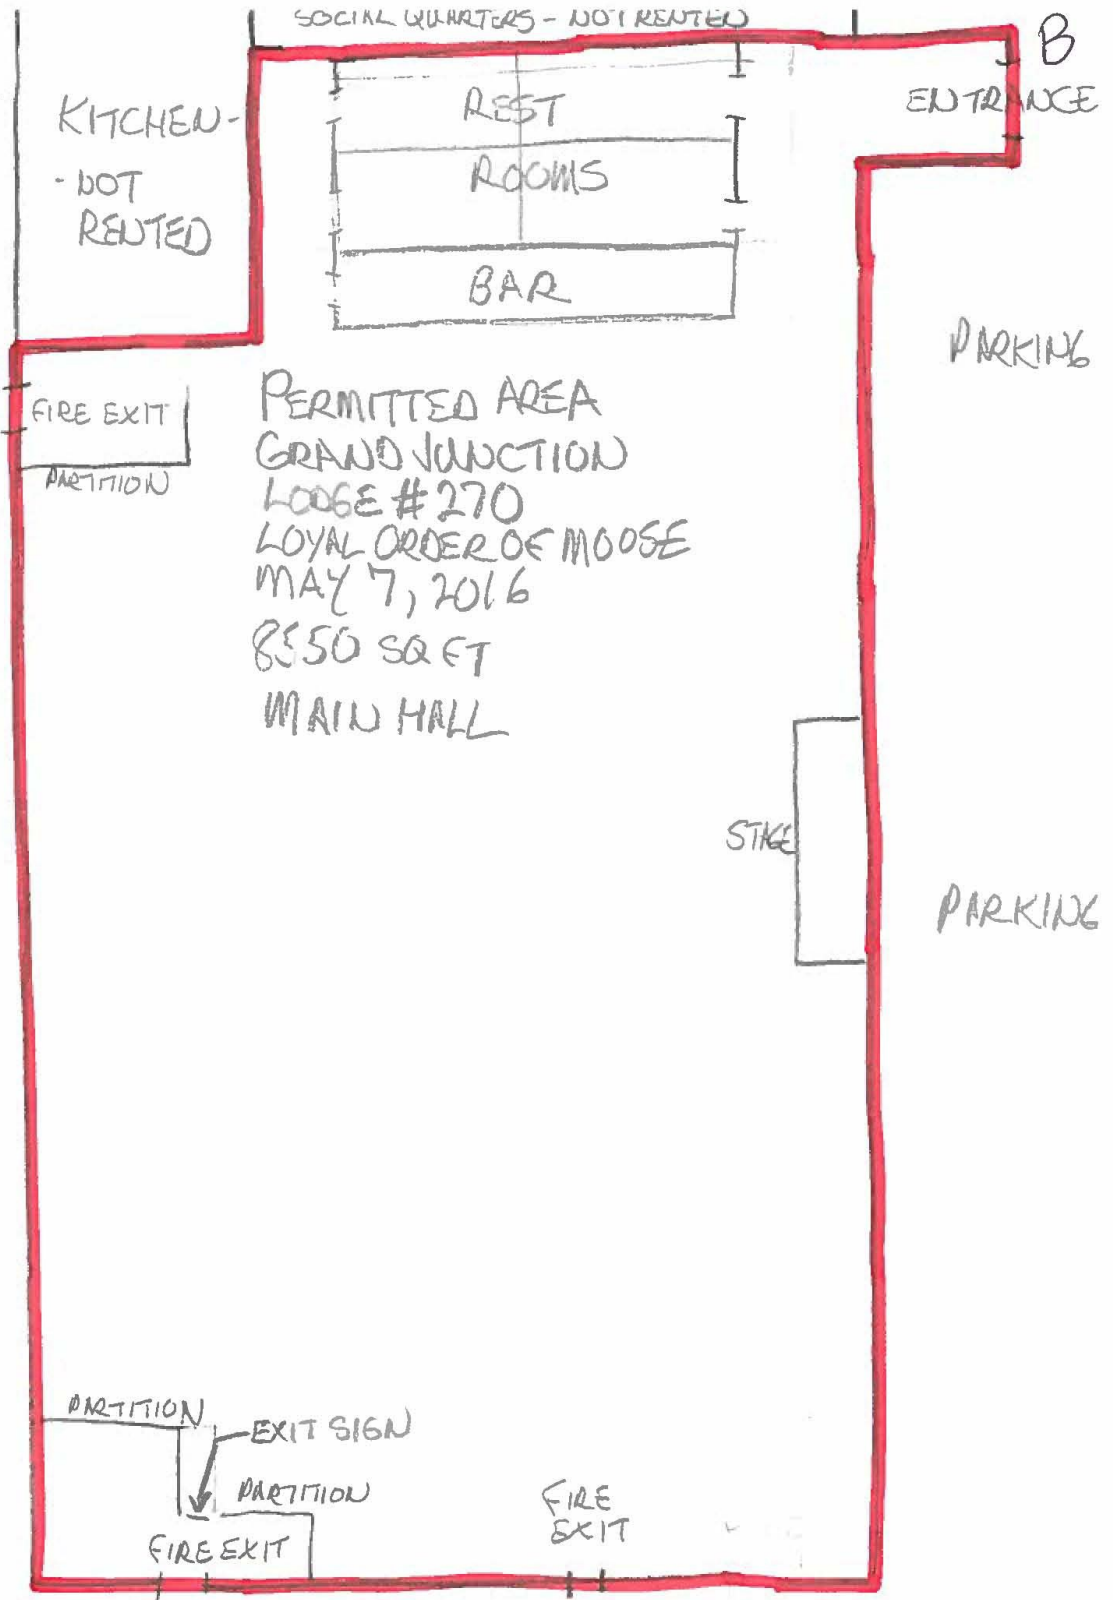 SOCIAL QUARTERS - NOT RENTED
B
ENTRANCE
KITCHEN-
- NOT
RENTED
REST
ROOMS
BAR
PARKING
FIRE EXIT
PARTITION
PERMITTED AREA
GRAND JUNCTION
LODGE # 270
LOYAL ORDER OF MOOSE
MAY 7, 2016
8550 SQ FT
MAIN HALL
STAGE
PARKING
PARTITION
EXIT SIGN
PARTITION
FIRE EXIT
FIRE
EXIT